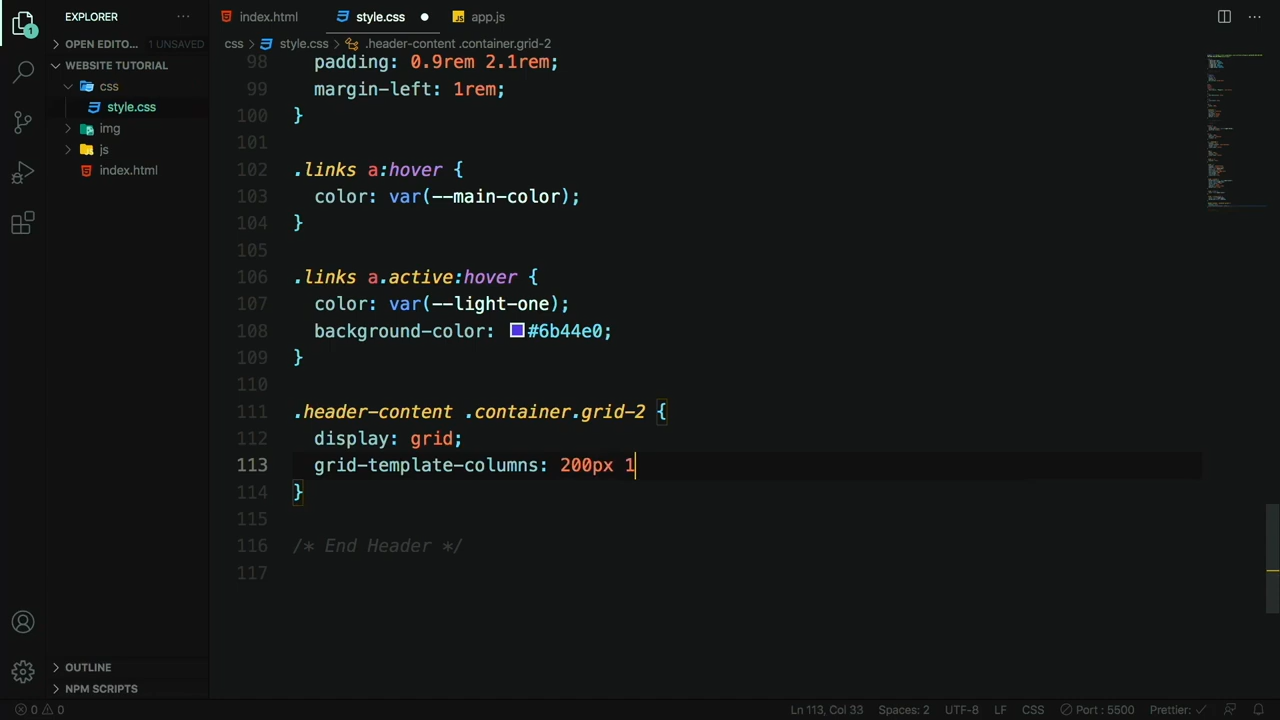 EXPLORER
index.html
style.css
app.js
OPEN EDITO... 1 UNSAVED
css
style.css
.header-content .container.grid-2
WEBSITE TUTORIAL
css
style.css
img
js
index.html
1
98 padding: 0.9rem 2.1rem;
99 margin-left: 1rem;
100 }
101
102 .links a:hover {
103 color: var(--main-color);
104 }
105
106 .links a.active:hover {
107 color: var(--light-one);
108 background-color: #6b44e0;
109 }
110
111 .header-content .container.grid-2 {
112 display: grid;
113 grid-template-columns: 200px 1
114 }
115
116 /* End Header */
117
OUTLINE
NPM SCRIPTS
0 0
Ln 113, Col 33
Spaces: 2
UTF-8
LF
CSS
Port : 5500
Prettier: